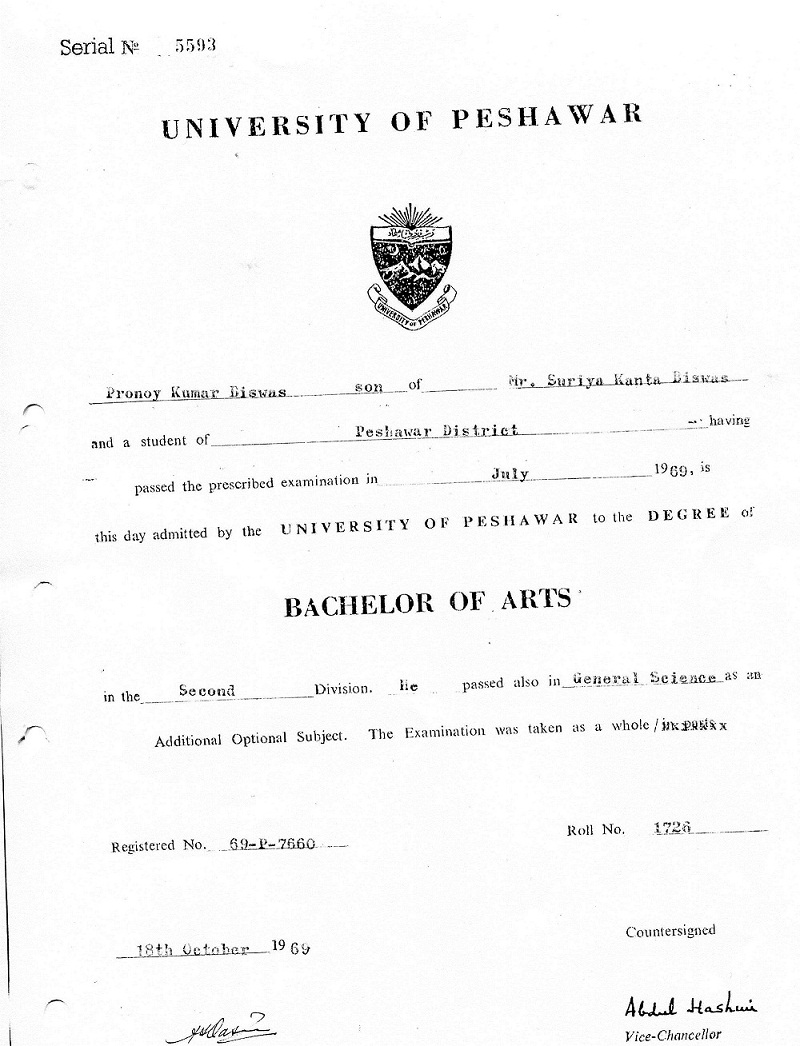 Serial № 5593
UNIVERSITY OF PESHAWAR
UNIVERSITY OF PESHAWAR
Pronoy Kumar Biswas son of Mr. Suriya Kanta Biswas
and a student of Peshawar District having
passed the prescribed examination in July 1969, is
this day admitted by the UNIVERSITY OF PESHAWAR to the DEGREE of
BACHELOR OF ARTS
in the Second Division. He passed also in General Science as an
Additional Optional Subject. The Examination was taken as a whole / in parts
Registered No. 69-P-7660
Roll No. 1726
18th October 1969
Countersigned
Abdul Hashmi
Vice-Chancellor